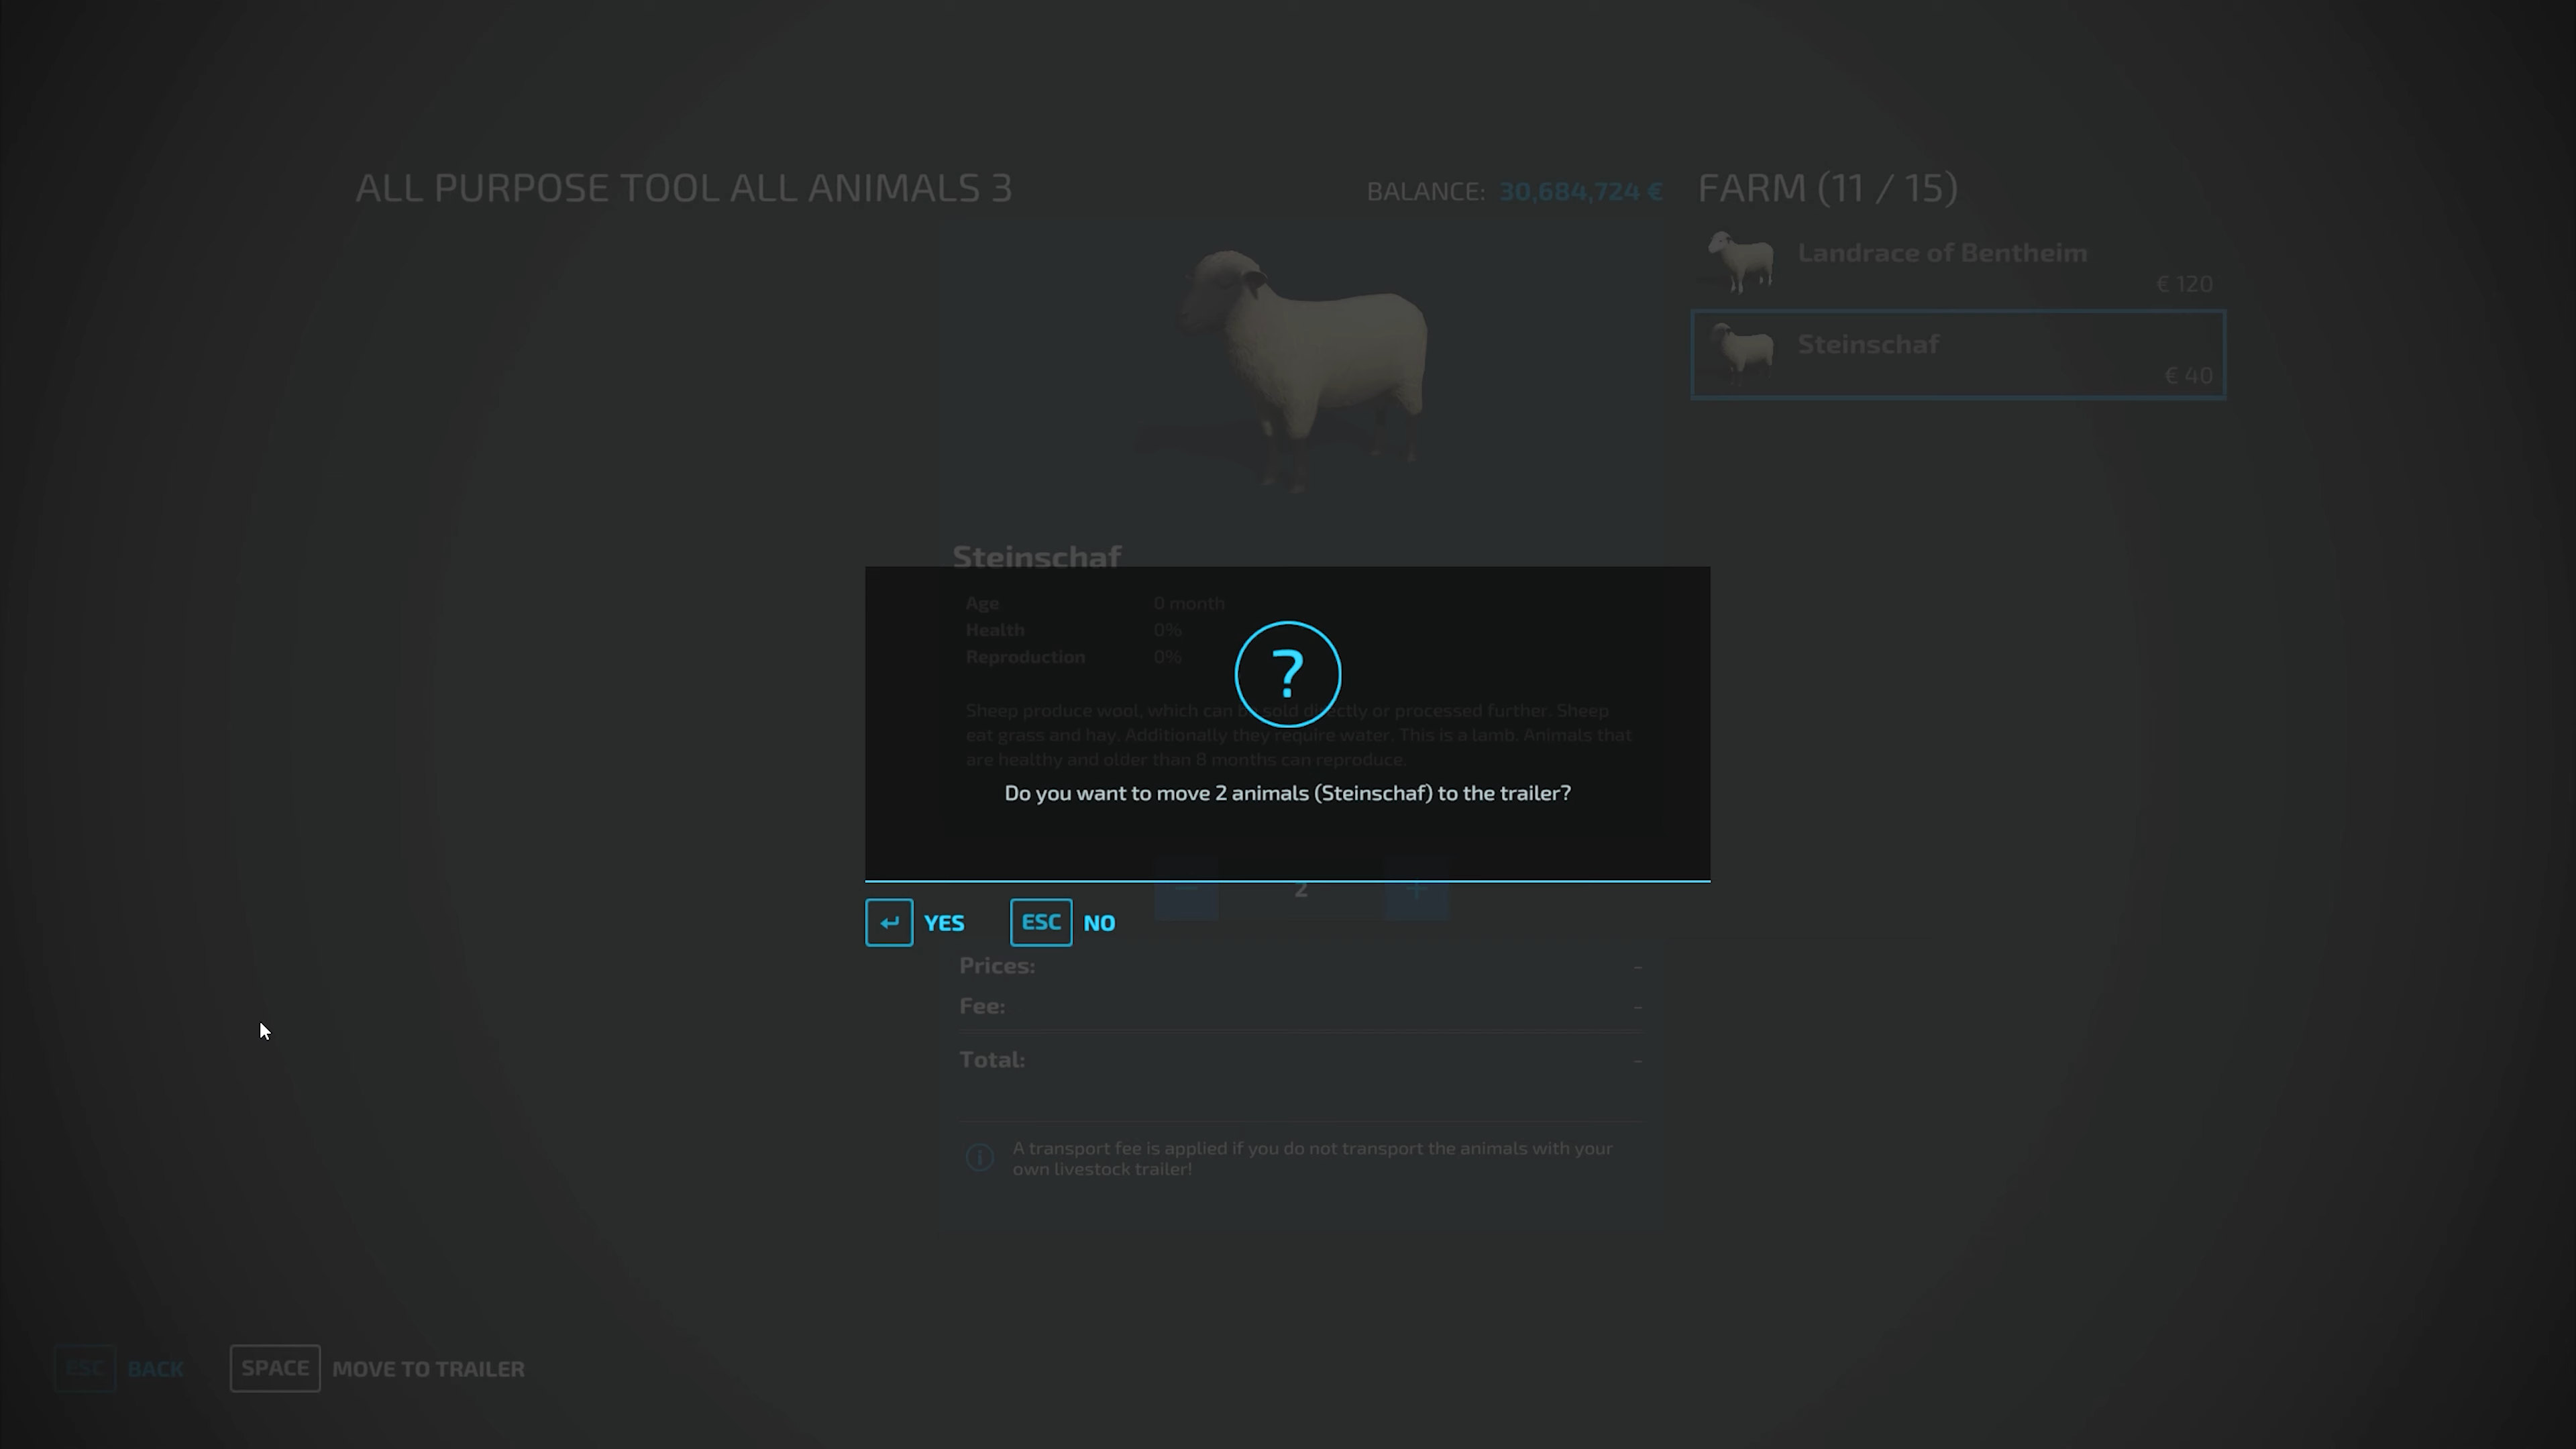 ALL PURPOSE TOOL ALL ANIMALS 3
BALANCE: 30,684,724 €
FARM (11 / 15)
Landrace of Bentheim
€ 120
Steinschaf
€ 40
Steinschaf
Age 0 month
Health 0%
Reproduction 0%
?
Sheep produce wool, which can be sold directly or processed further. Sheep
eat grass and hay. Additionally they require water. This is a lamb. Animals that
are healthy and older than 8 months can reproduce.
Do you want to move 2 animals (Steinschaf) to the trailer?
- 2 +
YES ESC NO
Prices: -
Fee: -
Total: -
A transport fee is applied if you do not transport the animals with your
own livestock trailer!
ESC BACK SPACE MOVE TO TRAILER